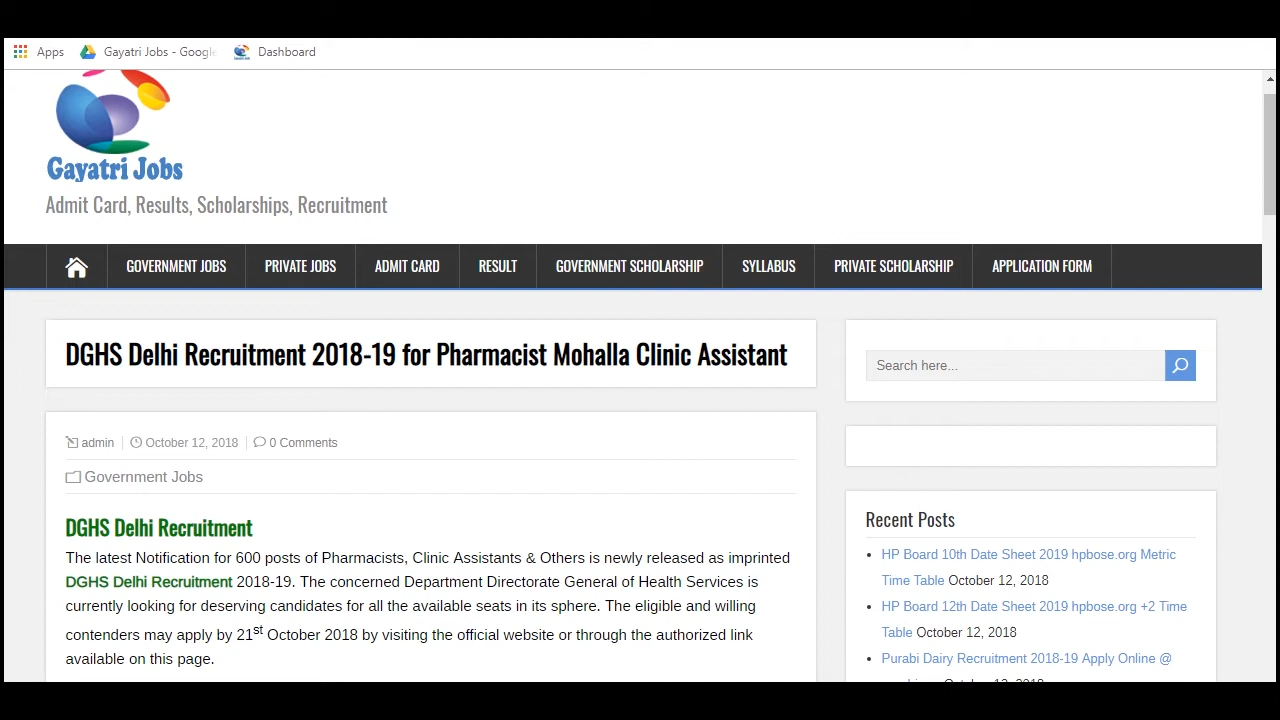 Apps Gayatri Jobs - Google Dashboard
Gayatri Jobs
Admit Card, Results, Scholarships, Recruitment
GOVERNMENT JOBS PRIVATE JOBS ADMIT CARD RESULT GOVERNMENT SCHOLARSHIP SYLLABUS PRIVATE SCHOLARSHIP APPLICATION FORM
DGHS Delhi Recruitment 2018-19 for Pharmacist Mohalla Clinic Assistant
admin October 12, 2018 0 Comments
Government Jobs
DGHS Delhi Recruitment
The latest Notification for 600 posts of Pharmacists, Clinic Assistants & Others is newly released as imprinted
DGHS Delhi Recruitment 2018-19. The concerned Department Directorate General of Health Services is
currently looking for deserving candidates for all the available seats in its sphere. The eligible and willing
contenders may apply by 21st October 2018 by visiting the official website or through the authorized link
available on this page.
Search here...
Recent Posts
HP Board 10th Date Sheet 2019 hpbose.org Metric
Time Table October 12, 2018
HP Board 12th Date Sheet 2019 hpbose.org +2 Time
Table October 12, 2018
Purabi Dairy Recruitment 2018-19 Apply Online @